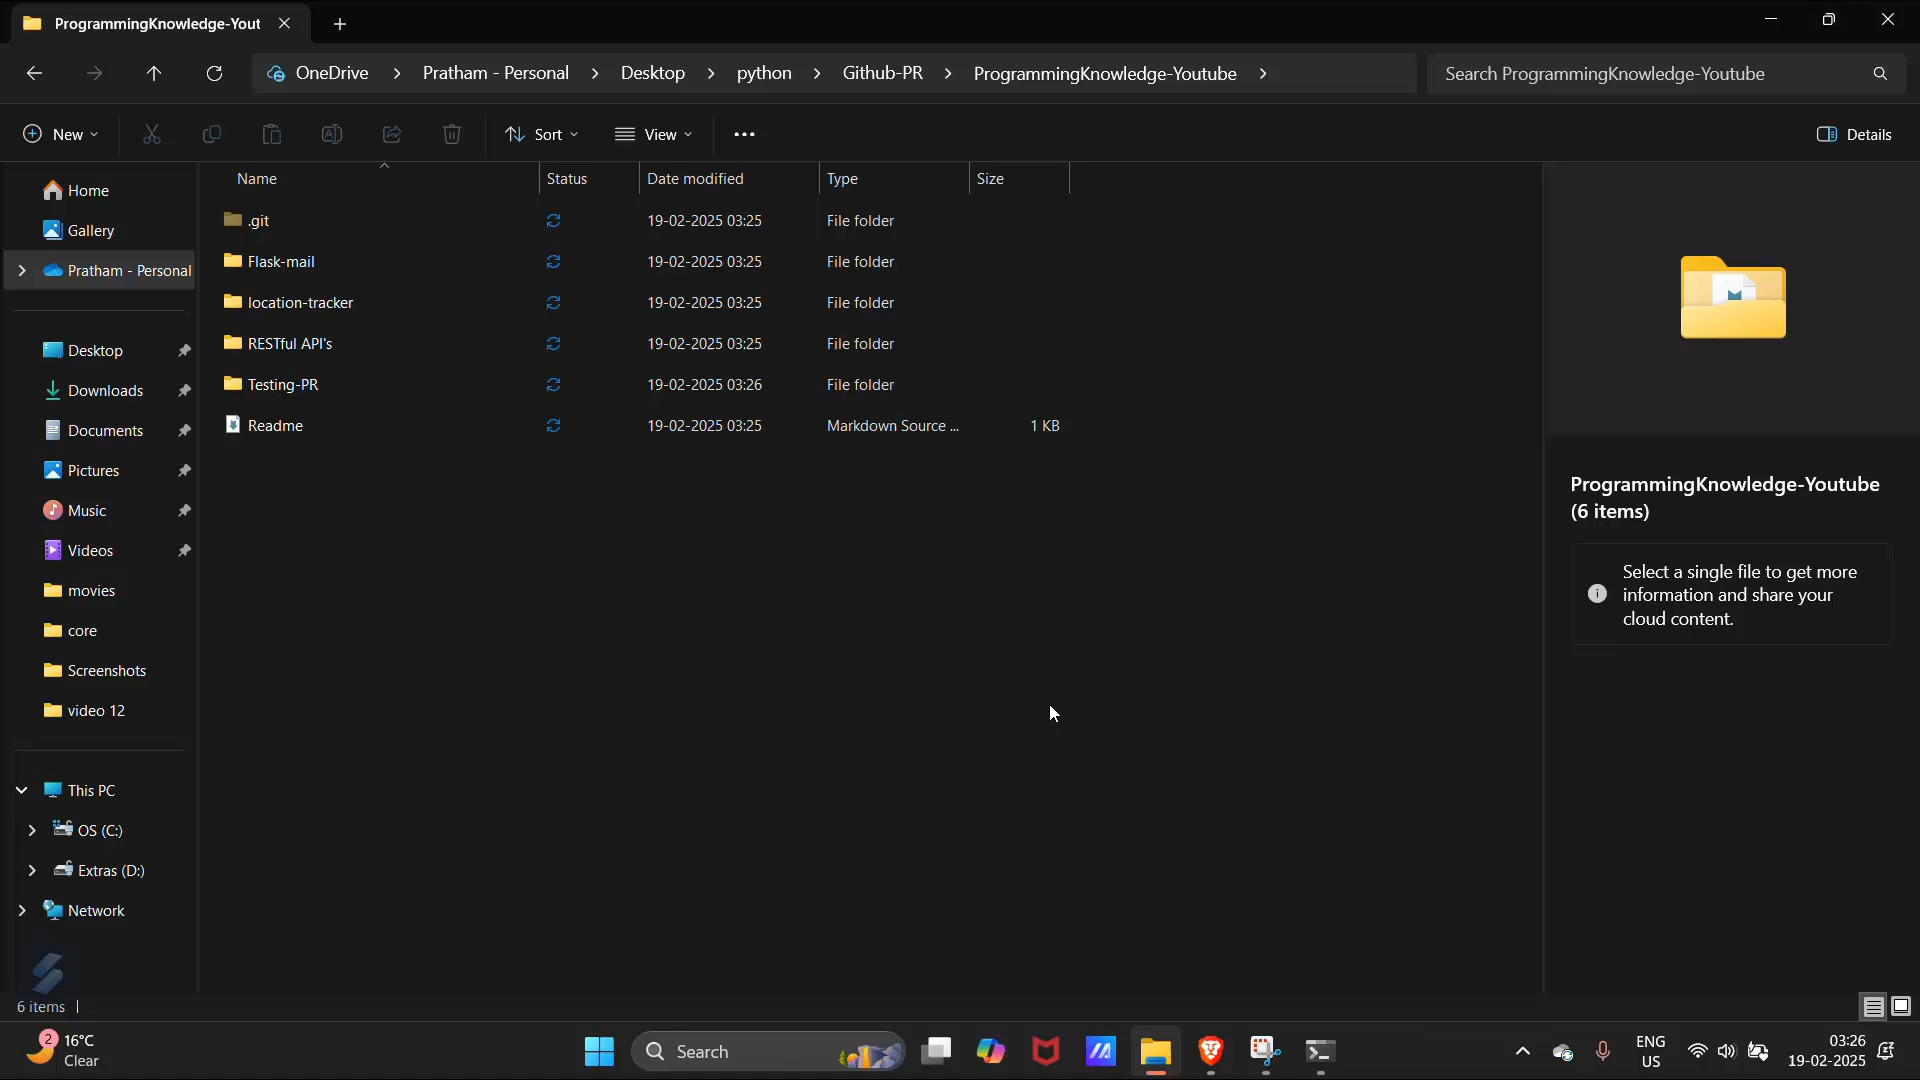 ProgrammingKnowledge-Yout
OneDrive > Pratham - Personal > Desktop > python > Github-PR > ProgrammingKnowledge-Youtube >
Search ProgrammingKnowledge-Youtube
New Sort View Details
Home
Gallery
Pratham - Personal
Desktop
Downloads
Documents
Pictures
Music
Videos
movies
core
Screenshots
video 12
This PC
OS (C:)
Extras (D:)
Network
Name Status Date modified Type Size
.git 19-02-2025 03:25 File folder
Flask-mail 19-02-2025 03:25 File folder
location-tracker 19-02-2025 03:25 File folder
RESTful API's 19-02-2025 03:25 File folder
Testing-PR 19-02-2025 03:26 File folder
Readme 19-02-2025 03:25 Markdown Source ... 1 KB
ProgrammingKnowledge-Youtube
(6 items)
Select a single file to get more
information and share your
cloud content.
6 items
2
16°C
Clear
Search
ENG
US
03:26
19-02-2025